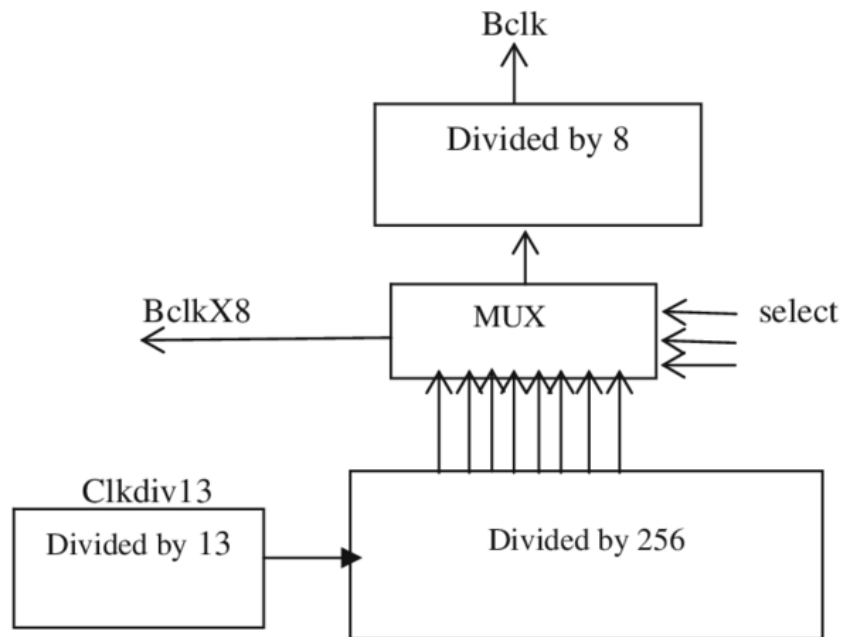 Bclk
Divided by 8
BclkX8
MUX
select
Clkdiv13
Divided by 13
Divided by 256